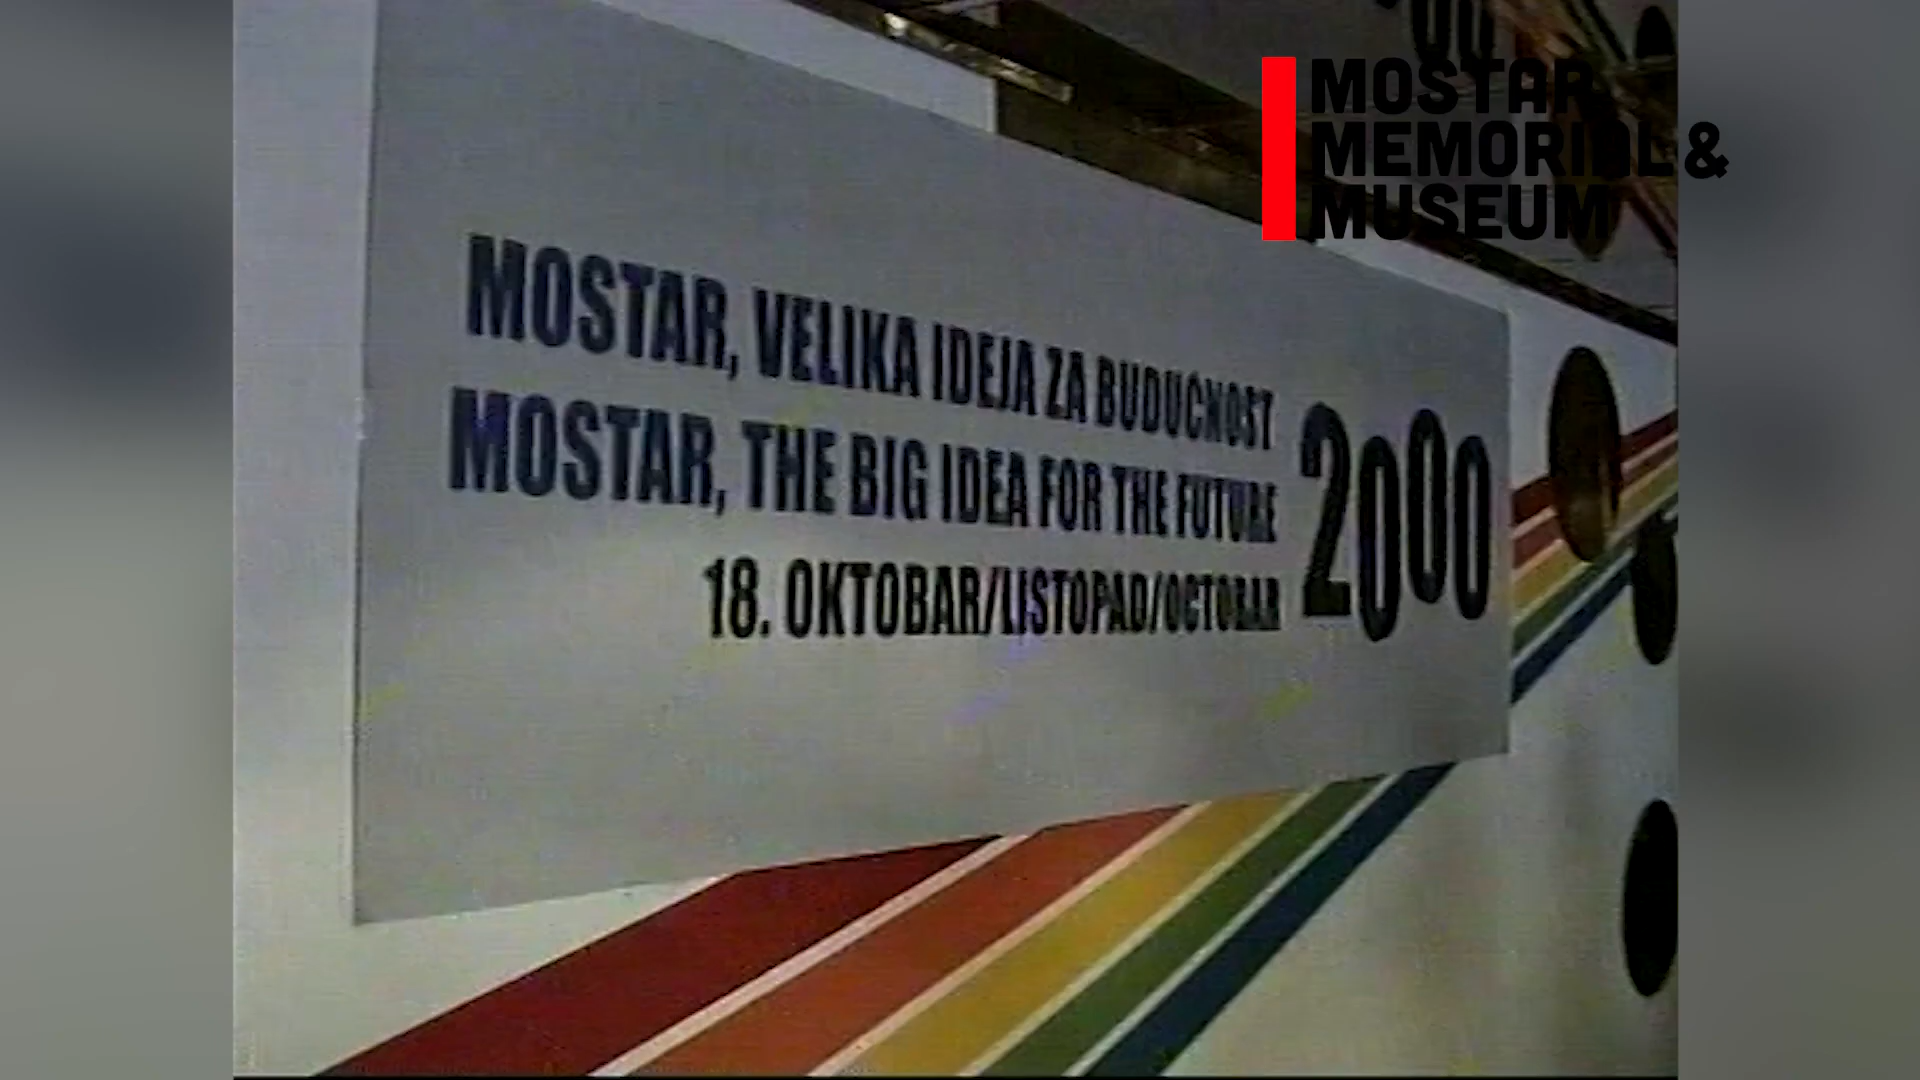 MOSTAR
MEMORIAL &
MUSEUM
MOSTAR, VELIKA IDEJA ZA BUDUĆNOST
MOSTAR, THE BIG IDEA FOR THE FUTURE
18. OKTOBAR/LISTOPAD/OCTOBAR
2000